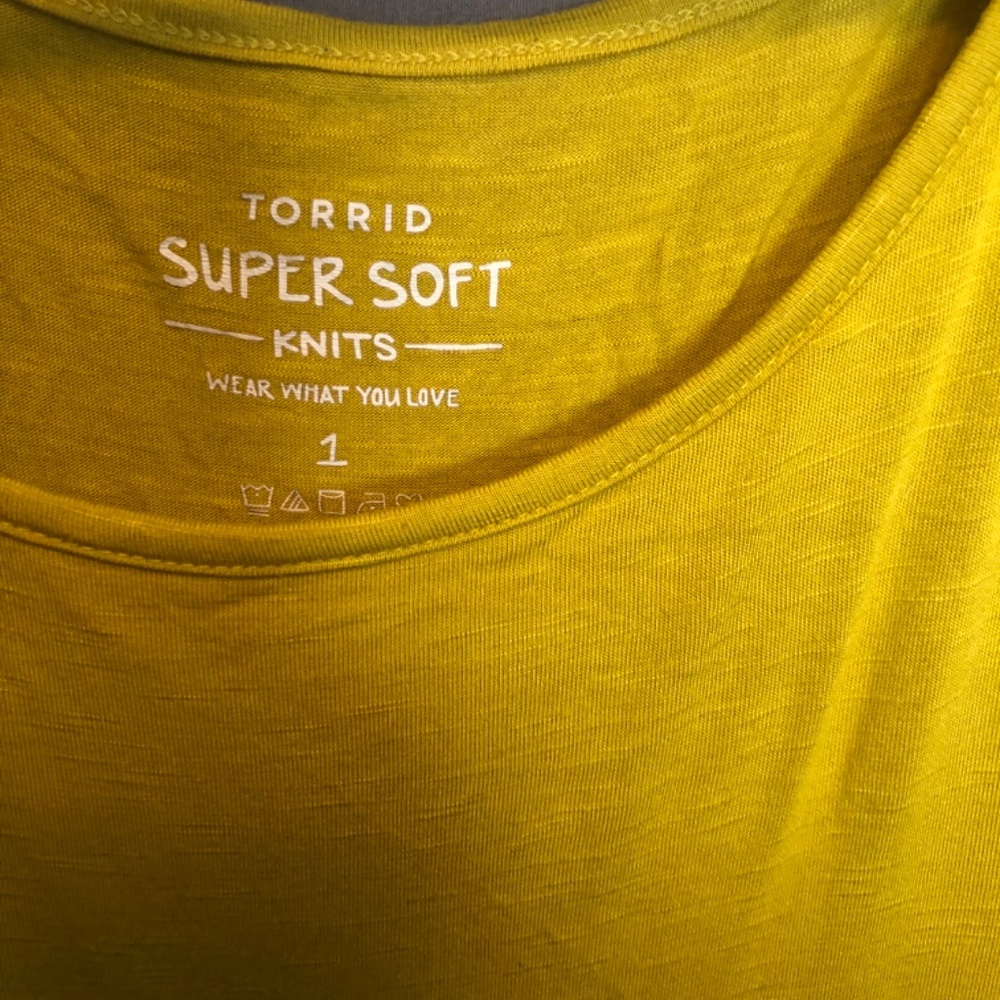 TORRID
SUPER SOFT
KNITS
WEAR WHAT YOU LOVE
1